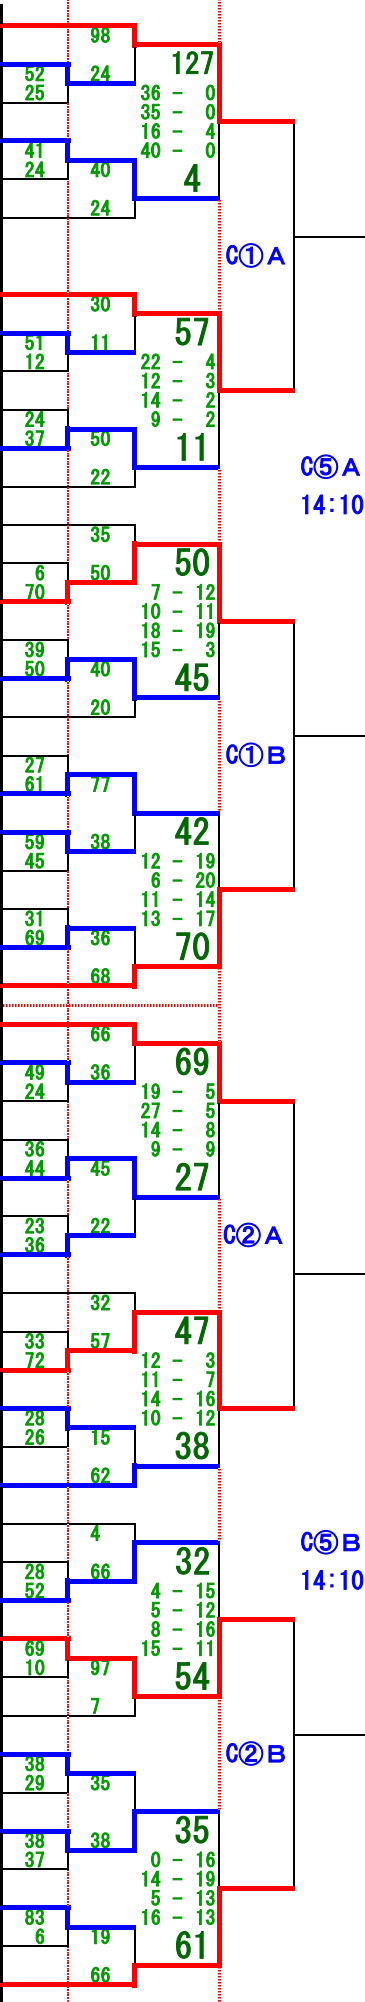 98
127
52 24
25
36 - 0
35 - 0
16 - 4
41
40 - 0
24 40
4
24
C①A
30
57
51 11
12
22 - 4
12 - 3
14 - 2
24
9 - 2
37 50
11
C⑤A
22
14:10
35
50
6 50
70
7 - 12
10 - 11
18 - 19
39
15 - 3
50 40
45
20
C①B
27
61 77
42
59 38
45
12 - 19
6 - 20
11 - 14
31
13 - 17
69 36
70
68
66
69
49 36
24
19 - 5
27 - 5
14 - 8
36
9 - 9
44 45
27
23 22
36
C②A
32
47
33 57
72
12 - 3
11 - 7
14 - 16
28
10 - 12
26 15
38
62
4
C⑤B
32
28 66
14:10
52
4 - 15
5 - 12
8 - 16
69
15 - 11
10 97
54
7
C②B
38
29 35
35
38 38
37
0 - 16
14 - 19
5 - 13
83
16 - 13
6 19
61
66